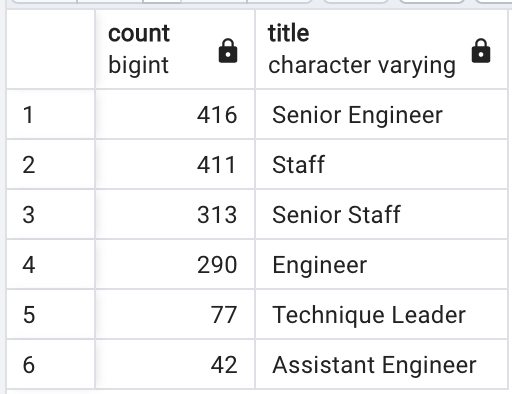 count title
bigint character varying
1 416 Senior Engineer
2 411 Staff
3 313 Senior Staff
4 290 Engineer
5 77 Technique Leader
6 42 Assistant Engineer